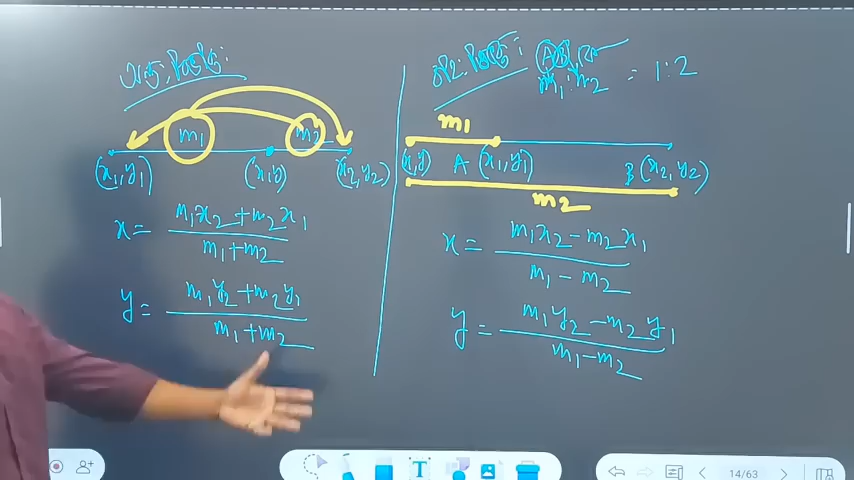 m₁ m₂
(x₁,y₁) (x,y) (x₂,y₂)
x = m₁x₂+m₂x₁ / m₁+m₂
y = m₁y₂+m₂y₁ / m₁+m₂
m₁:m₂ = 1:2
m₁
(x,y) A (x₁,y₁) B (x₂,y₂)
m₂
x = m₁x₂−m₂x₁ / m₁−m₂
y = m₁y₂−m₂y₁ / m₁−m₂
T
14/63